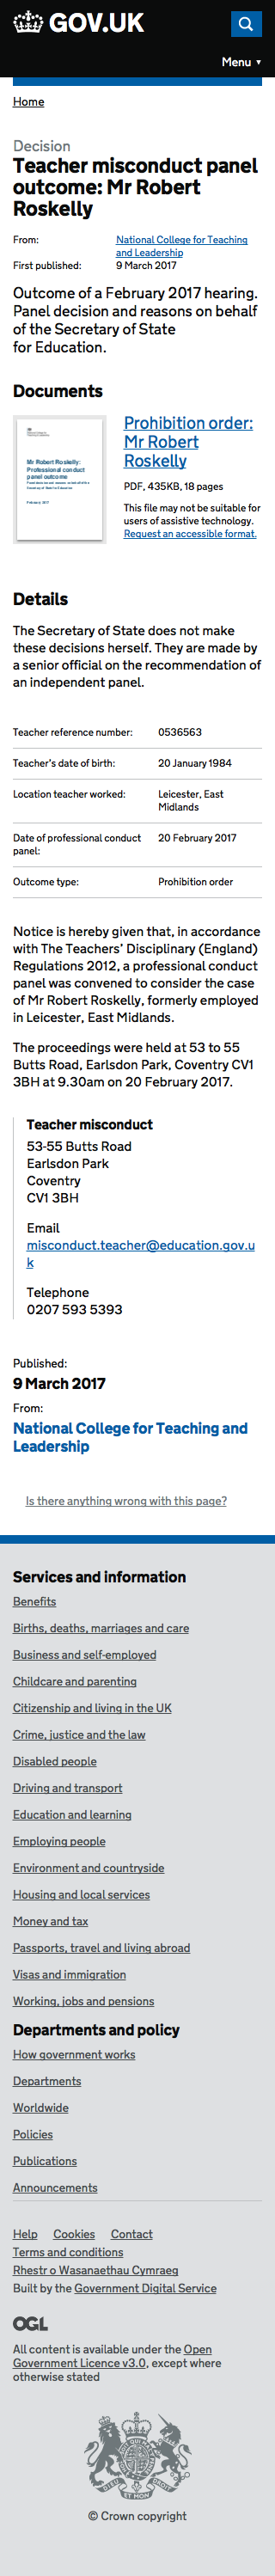 GOV.UK
Menu ▼
Home
Decision
Teacher misconduct panel
outcome: Mr Robert
Roskelly
From: National College for Teaching
and Leadership
First published: 9 March 2017
Outcome of a February 2017 hearing.
Panel decision and reasons on behalf
of the Secretary of State
for Education.
Documents
Mr Robert Roskelly:
Professional conduct
panel outcome
Panel decision and reasons on behalf of the
Secretary of State for Education
February 2017
Prohibition order:
Mr Robert
Roskelly
PDF, 435KB, 18 pages
This file may not be suitable for
users of assistive technology.
Request an accessible format.
Details
The Secretary of State does not make
these decisions herself. They are made by
a senior official on the recommendation of
an independent panel.
Teacher reference number: 0536563
Teacher's date of birth: 20 January 1984
Location teacher worked: Leicester, East
Midlands
Date of professional conduct 20 February 2017
panel:
Outcome type: Prohibition order
Notice is hereby given that, in accordance
with The Teachers’ Disciplinary (England)
Regulations 2012, a professional conduct
panel was convened to consider the case
of Mr Robert Roskelly, formerly employed
in Leicester, East Midlands.
The proceedings were held at 53 to 55
Butts Road, Earlsdon Park, Coventry CV1
3BH at 9.30am on 20 February 2017.
Teacher misconduct
53-55 Butts Road
Earlsdon Park
Coventry
CV1 3BH
Email
misconduct.teacher@education.gov.u
k
Telephone
0207 593 5393
Published:
9 March 2017
From:
National College for Teaching and
Leadership
Is there anything wrong with this page?
Services and information
Benefits
Births, deaths, marriages and care
Business and self-employed
Childcare and parenting
Citizenship and living in the UK
Crime, justice and the law
Disabled people
Driving and transport
Education and learning
Employing people
Environment and countryside
Housing and local services
Money and tax
Passports, travel and living abroad
Visas and immigration
Working, jobs and pensions
Departments and policy
How government works
Departments
Worldwide
Policies
Publications
Announcements
Help Cookies Contact
Terms and conditions
Rhestr o Wasanaethau Cymraeg
Built by the Government Digital Service
OGL
All content is available under the Open
Government Licence v3.0, except where
otherwise stated
© Crown copyright